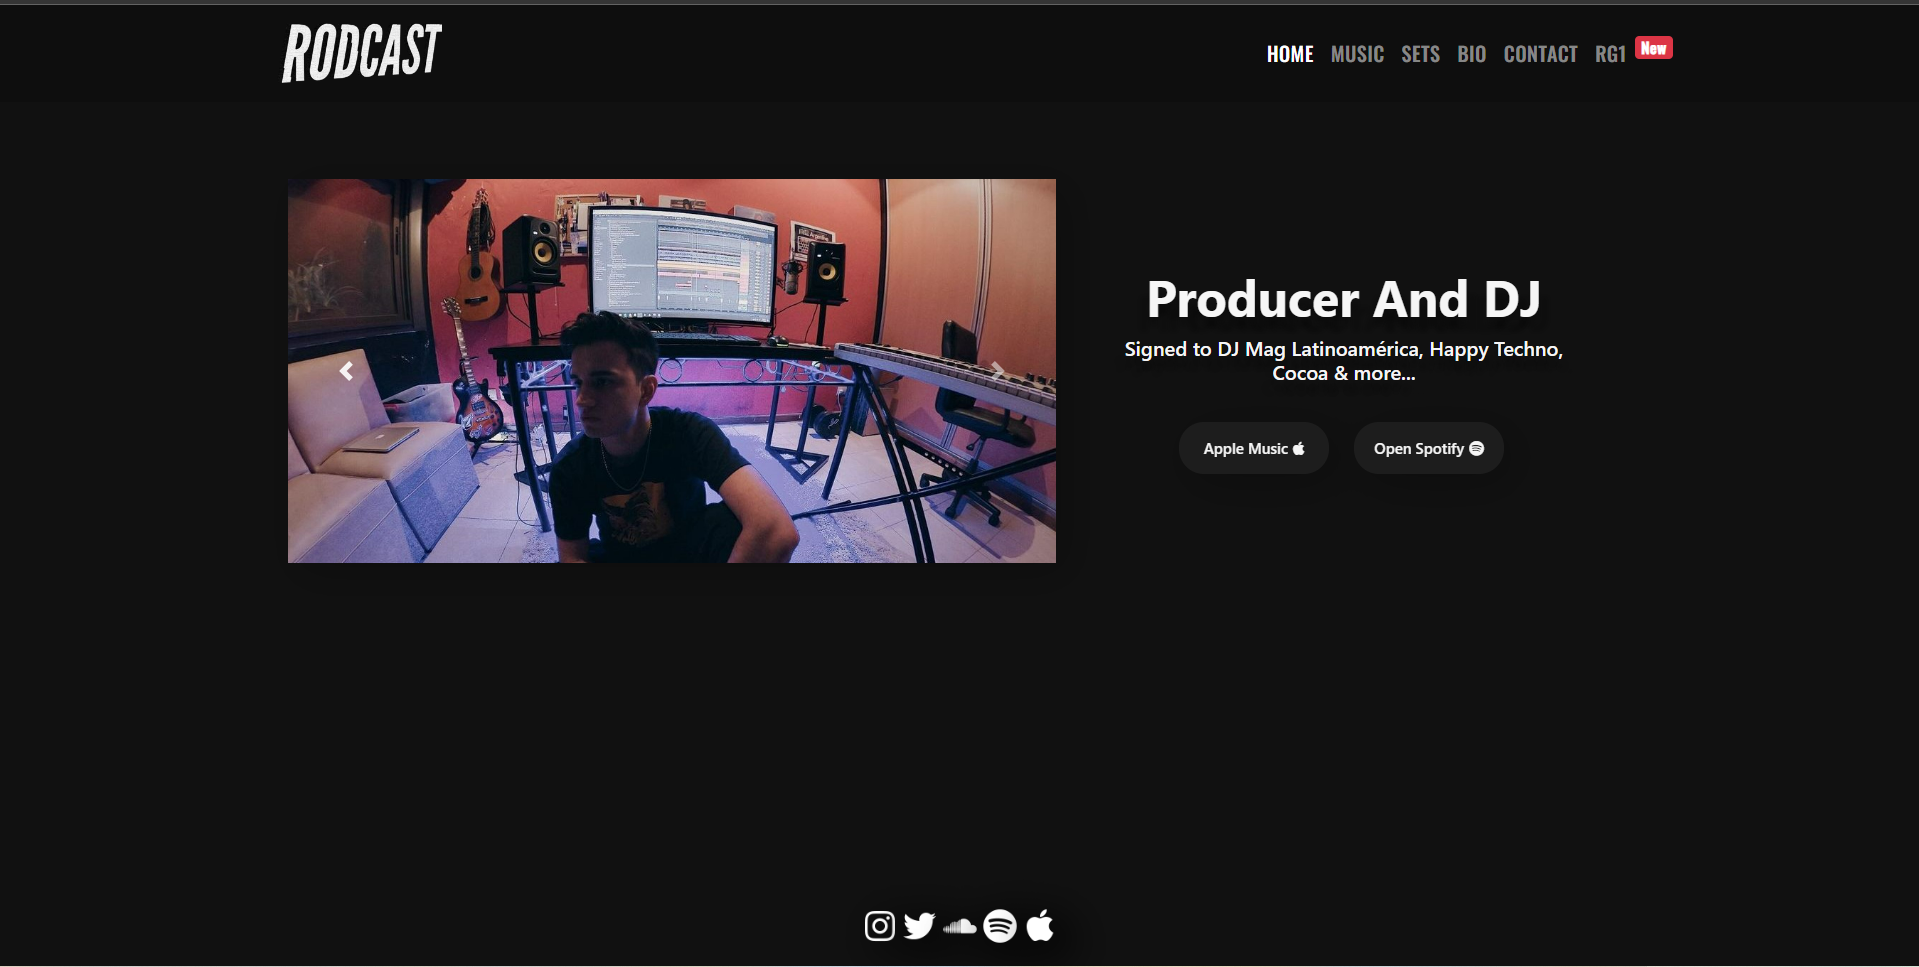 RODCAST
HOME MUSIC SETS BIO CONTACT RG1 New
Producer And DJ
Signed to DJ Mag Latinoamérica, Happy Techno,
Cocoa & more...
Apple Music
Open Spotify